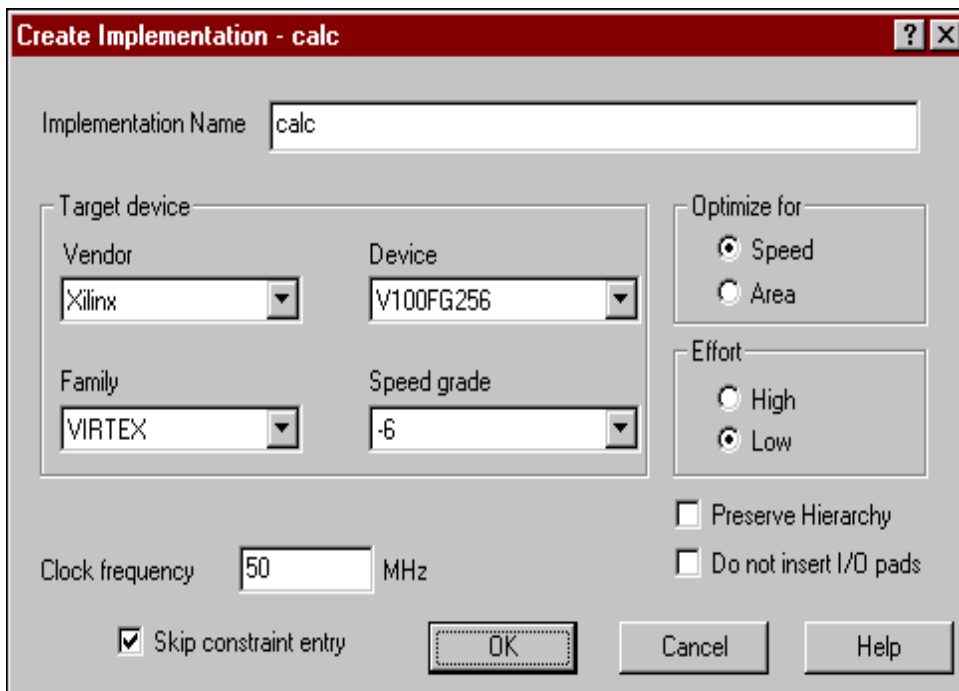 Create Implementation - calc
Implementation Name calc
Target device
Vendor Device
Xilinx V100FG256
Family Speed grade
VIRTEX -6
Optimize for
Speed
Area
Effort
High
Low
Preserve Hierarchy
Do not insert I/O pads
Clock frequency 50 MHz
Skip constraint entry
OK Cancel Help